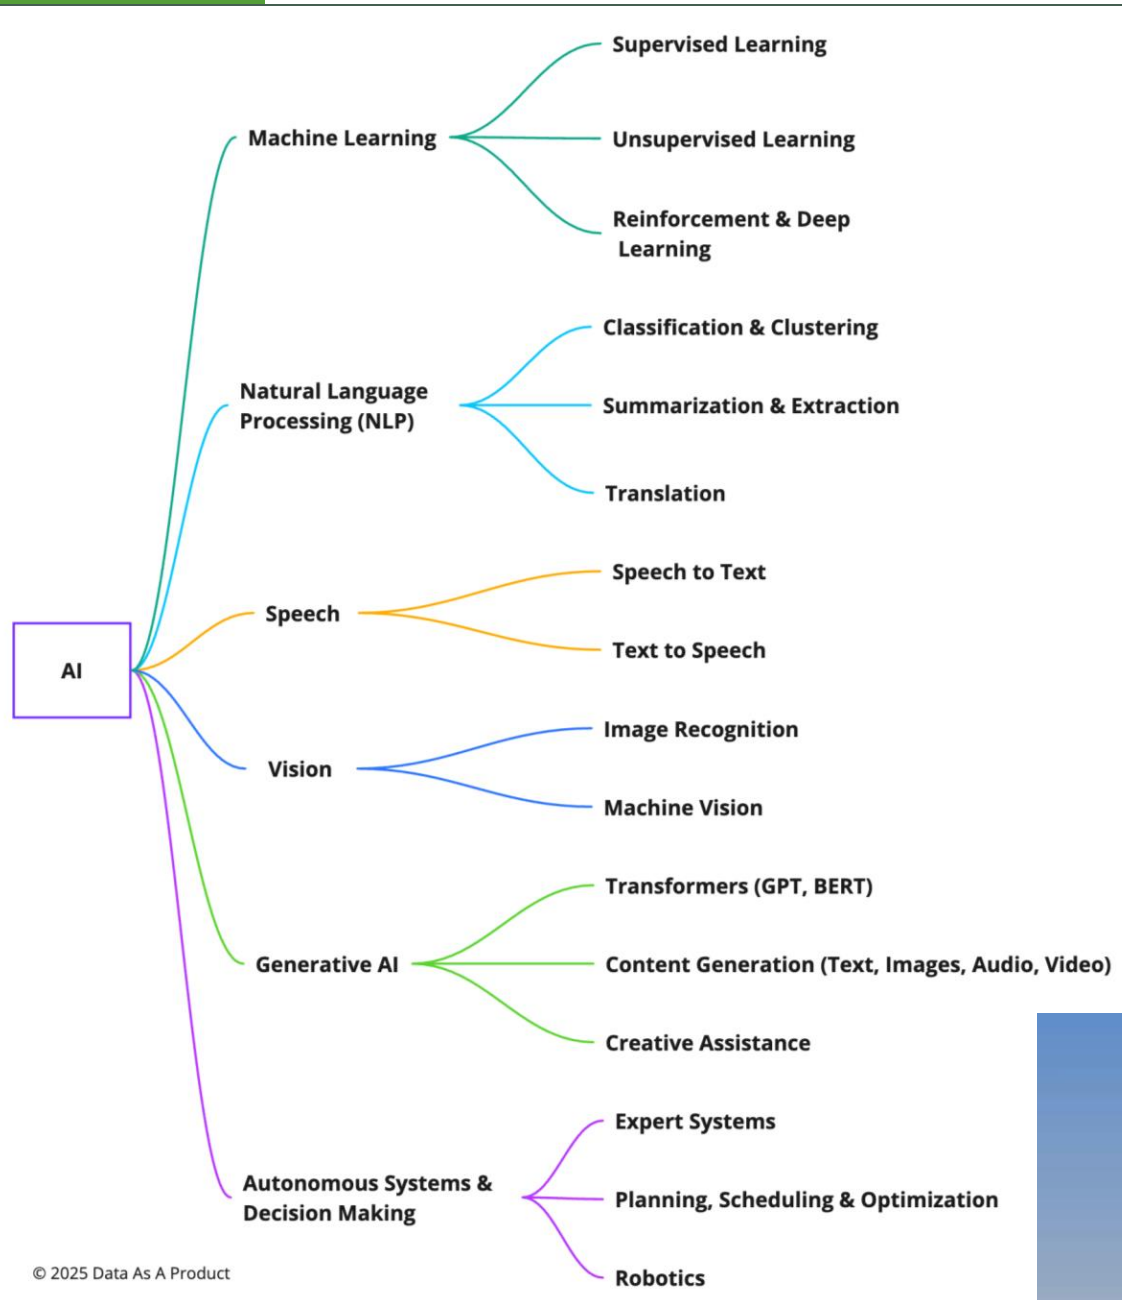 AI
Machine Learning
Supervised Learning
Unsupervised Learning
Reinforcement & Deep
Learning
Natural Language
Processing (NLP)
Classification & Clustering
Summarization & Extraction
Translation
Speech
Speech to Text
Text to Speech
Vision
Image Recognition
Machine Vision
Generative AI
Transformers (GPT, BERT)
Content Generation (Text, Images, Audio, Video)
Creative Assistance
Autonomous Systems &
Decision Making
Expert Systems
Planning, Scheduling & Optimization
Robotics
© 2025 Data As A Product